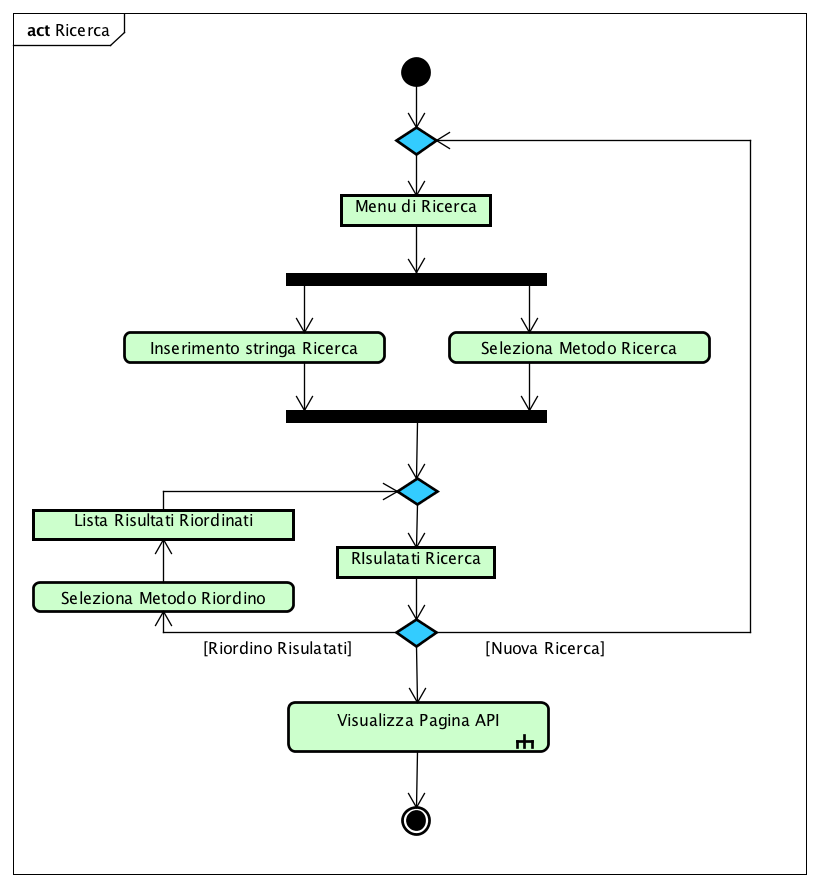 act Ricerca
Menu di Ricerca
Inserimento stringa Ricerca
Seleziona Metodo Ricerca
Lista Risultati Riordinati
RIsulatati Ricerca
Seleziona Metodo Riordino
[Riordino Risulatati]
[Nuova Ricerca]
Visualizza Pagina API